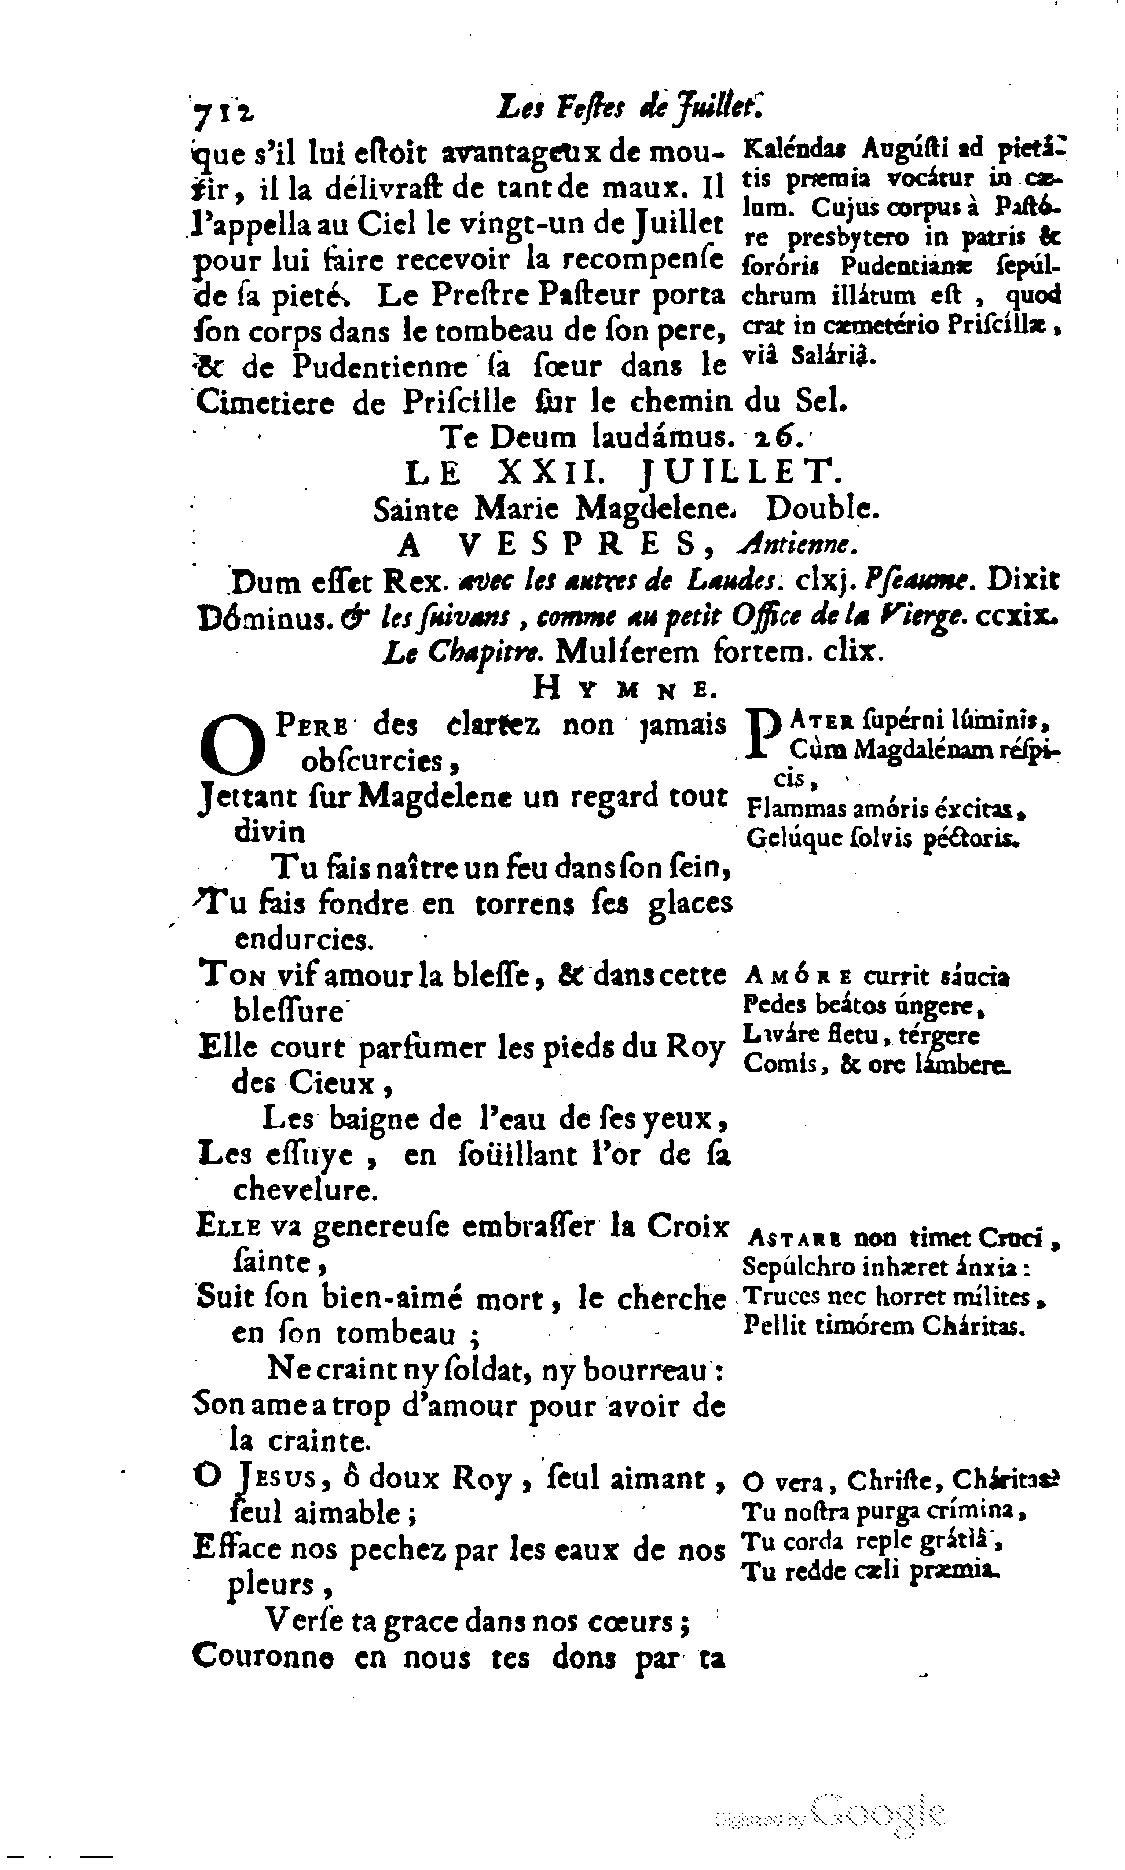 712 Les Feſtes de Juillet.
que s'il lui eſtoit avantageux de mou-
rir, il la délivraſt de tant de maux. Il
l'appella au Ciel le vingt-un de Juillet
pour lui faire recevoir la recompenſe
de ſa pieté. Le Preſtre Paſteur porta
ſon corps dans le tombeau de ſon pere,
& de Pudentienne ſa ſœur dans le
Cimetiere de Priſcille ſur le chemin du Sel.
Kaléndas Augúſti ad pietá-
tis præmia vocátur in cæ-
lum. Cujus corpus à Paſtó-
re presbytero in patris &
ſoróris Pudentianæ ſepúl-
chrum illátum eſt, quod
erat in cæmetério Priſcíllæ,
viâ Saláriâ.
Te Deum laudámus. 26.
LE XXII. JUILLET.
Sainte Marie Magdelene. Double.
A VESPRES, Antienne.
Dum eſſet Rex. avec les autres de Laudes. clxj. Pſeaume. Dixit
Dóminus. & les ſuivans, comme au petit Office de la Vierge. ccxix.
Le Chapitre. Mulíerem fortem. clix.
HYMNE.
O PERE des clartez non jamais
obſcurcies,
Jettant ſur Magdelene un regard tout
divin
Tu fais naître un feu dans ſon ſein,
Tu fais fondre en torrens ſes glaces
endurcies.
PATER ſupérni lúminis,
Cùm Magdalénam réſpi-
cis,
Flammas amóris éxcitas,
Gelúque ſolvis péctoris.
TON vif amour la bleſſe, & dans cette
bleſſure
Elle court parfumer les pieds du Roy
des Cieux,
Les baigne de l'eau de ſes yeux,
Les eſſuye, en ſoüillant l'or de ſa
chevelure.
AMÓRE currit sáucia
Pedes beátos úngere,
Laváre fletu, térgere
Comis, & ore lámbere.
ELLE va genereuſe embraſſer la Croix
ſainte,
Suit ſon bien-aimé mort, le cherche
en ſon tombeau;
Ne craint ny ſoldat, ny bourreau:
Son ame a trop d'amour pour avoir de
la crainte.
ASTARE non timet Cruci,
Sepúlchro inhæret ánxia:
Truces nec horret mílites,
Pellit timórem Cháritas.
O JESUS, ô doux Roy, ſeul aimant,
ſeul aimable;
Efface nos pechez par les eaux de nos
pleurs,
Verſe ta grace dans nos cœurs;
Couronne en nous tes dons par ta
O vera, Chriſte, Cháritas!
Tu noſtra purga crímina,
Tu corda reple grátiâ,
Tu redde cæli præmia.
Digitized by Google